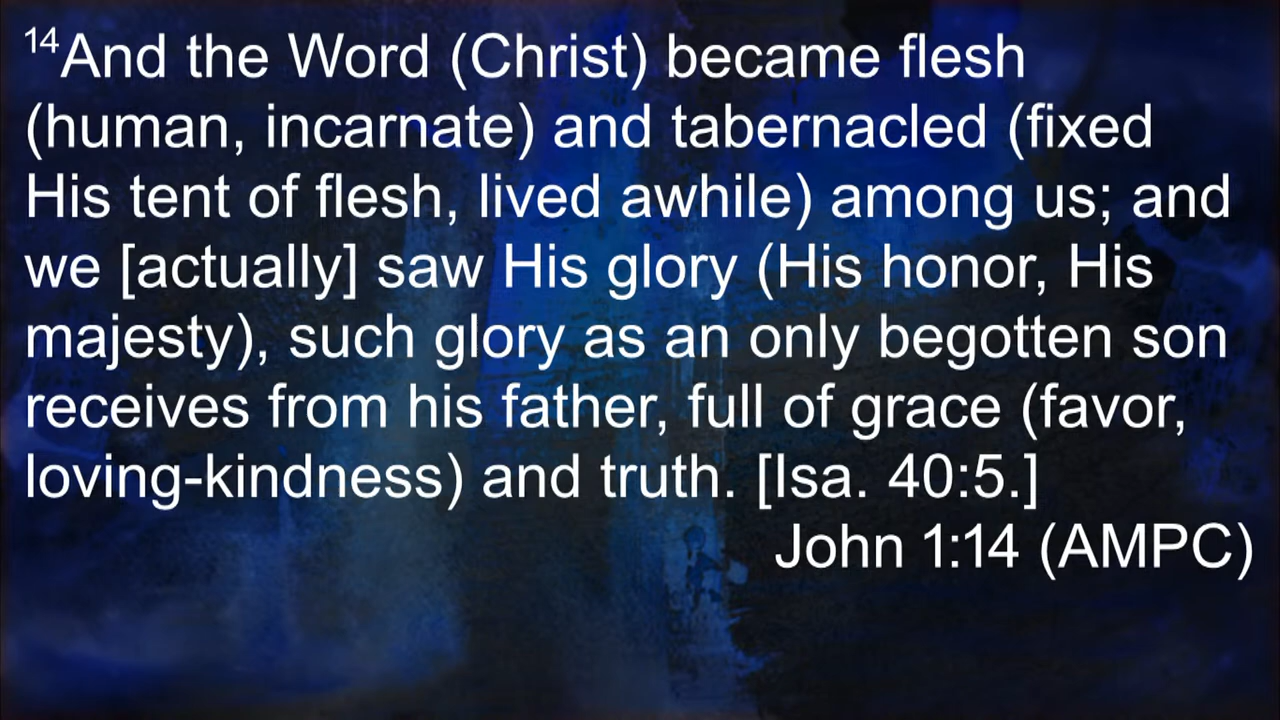 14And the Word (Christ) became flesh
(human, incarnate) and tabernacled (fixed
His tent of flesh, lived awhile) among us; and
we [actually] saw His glory (His honor, His
majesty), such glory as an only begotten son
receives from his father, full of grace (favor,
loving-kindness) and truth. [Isa. 40:5.]
John 1:14 (AMPC)